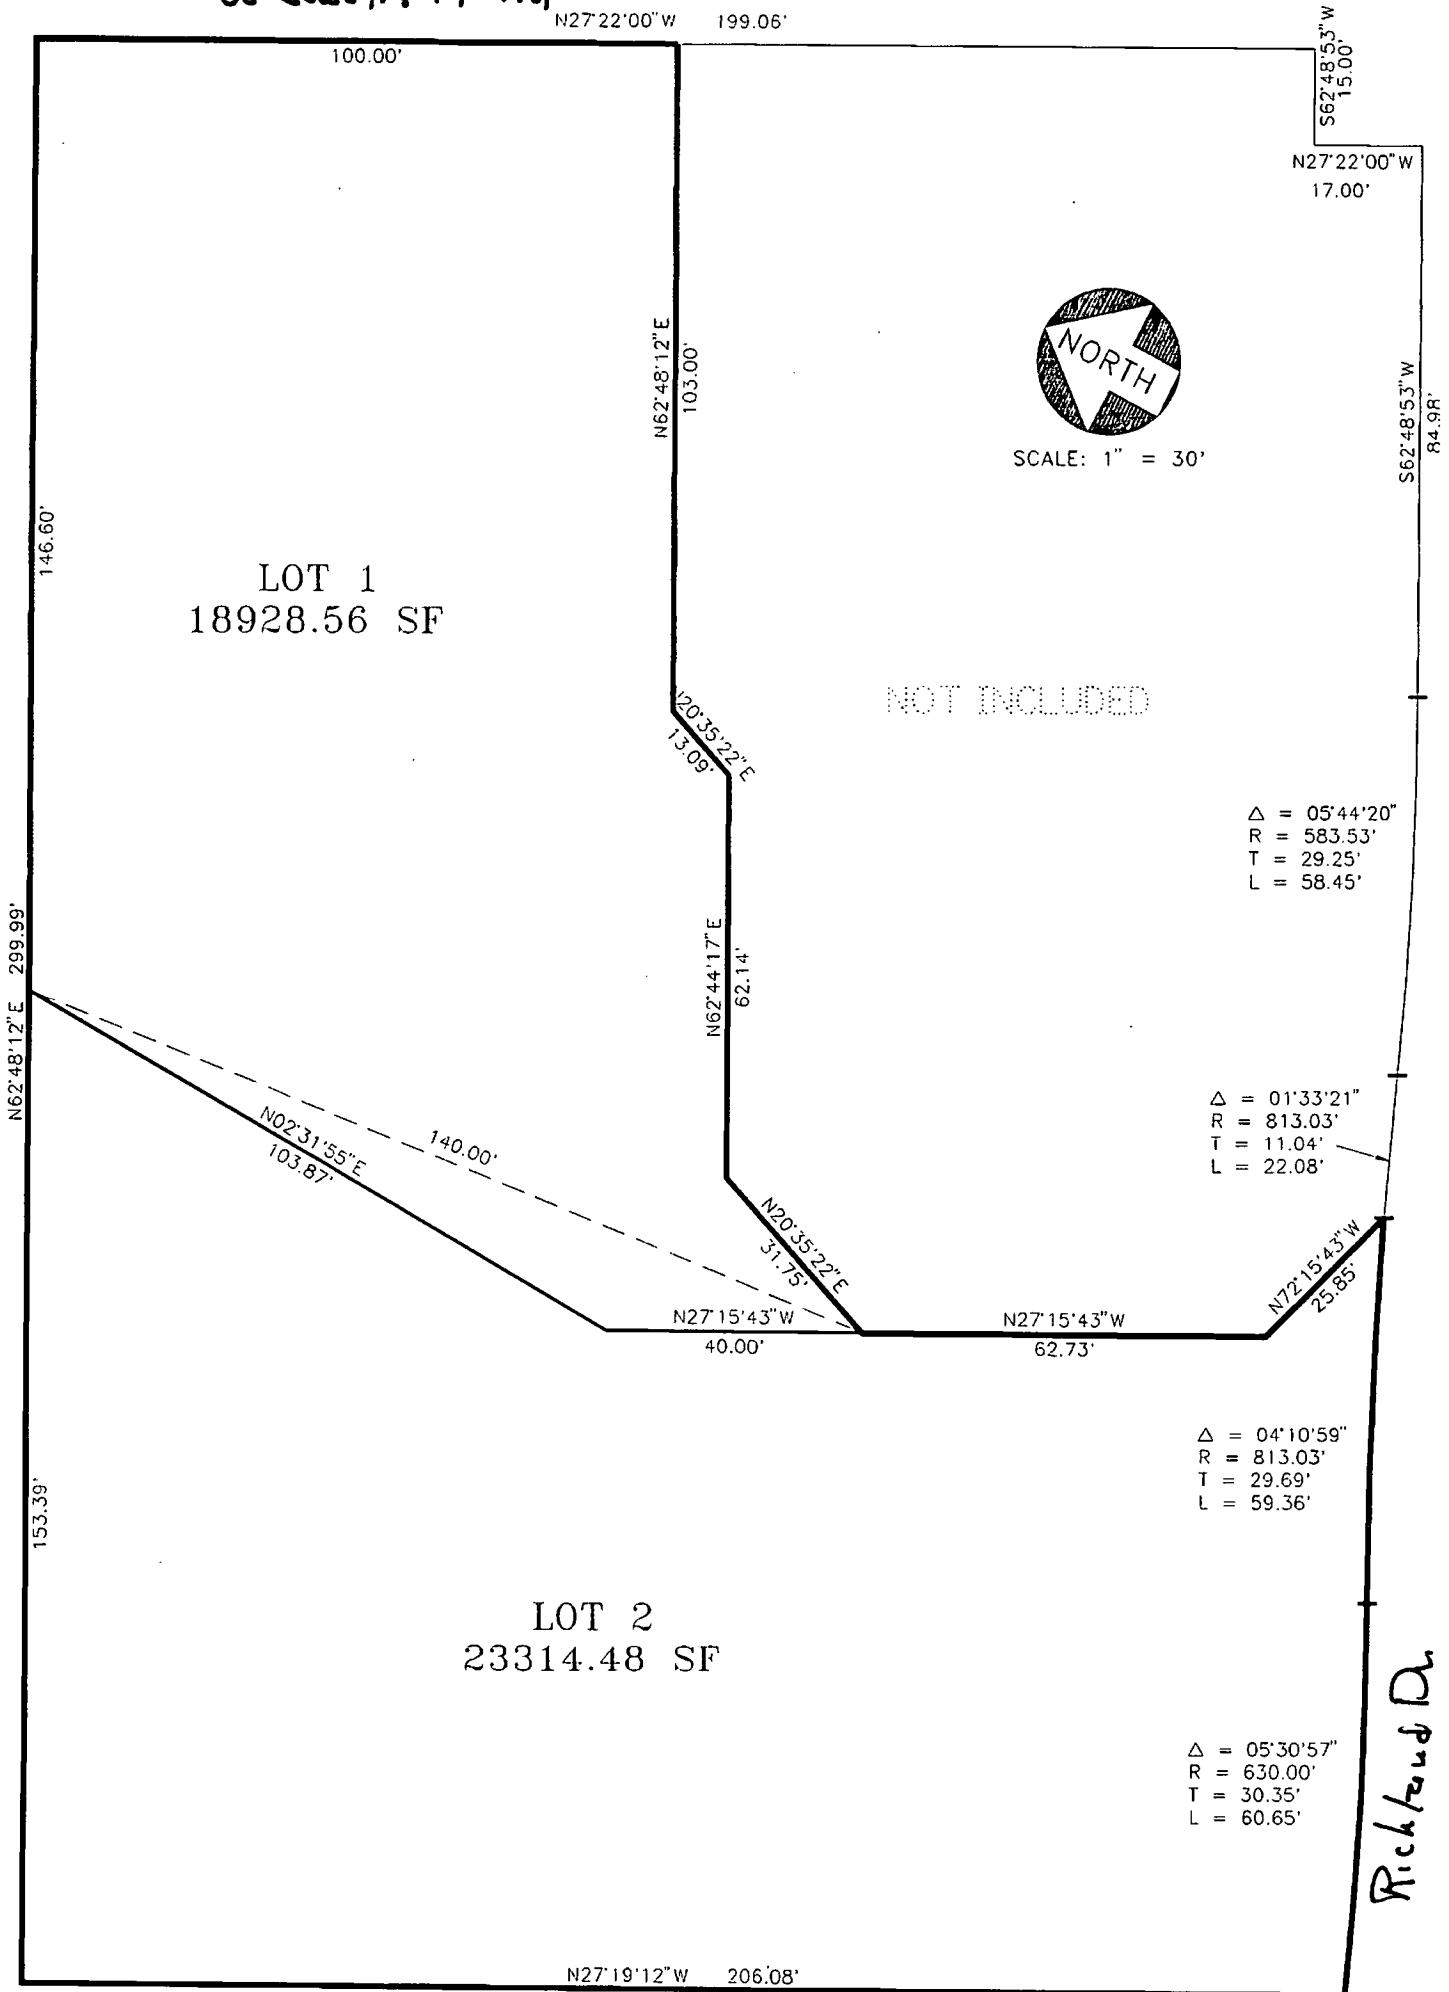 N27°22'00"W 199.06'
100.00'
S62°48'53"W
15.00'
N27°22'00"W
17.00'
N62°48'12"E
103.00'
NORTH
SCALE: 1" = 30'
S62°48'53"W
84.98'
146.60'
LOT 1
18928.56 SF
N20°35'22"E
13.09'
NOT INCLUDED
Δ = 05°44'20"
R = 583.53'
T = 29.25'
L = 58.45'
N62°48'12"E 299.99'
N62°44'17"E
62.14'
N02°31'55"E
103.87'
140.00'
Δ = 01°33'21"
R = 813.03'
T = 11.04'
L = 22.08'
N20°35'22"E
31.75'
N72°15'43"W
25.85'
N27°15'43"W
40.00'
N27°15'43"W
62.73'
Δ = 04°10'59"
R = 813.03'
T = 29.69'
L = 59.36'
153.39'
LOT 2
23314.48 SF
Δ = 05°30'57"
R = 630.00'
T = 30.35'
L = 60.65'
Richland Dr.
N27°19'12"W 206.08'